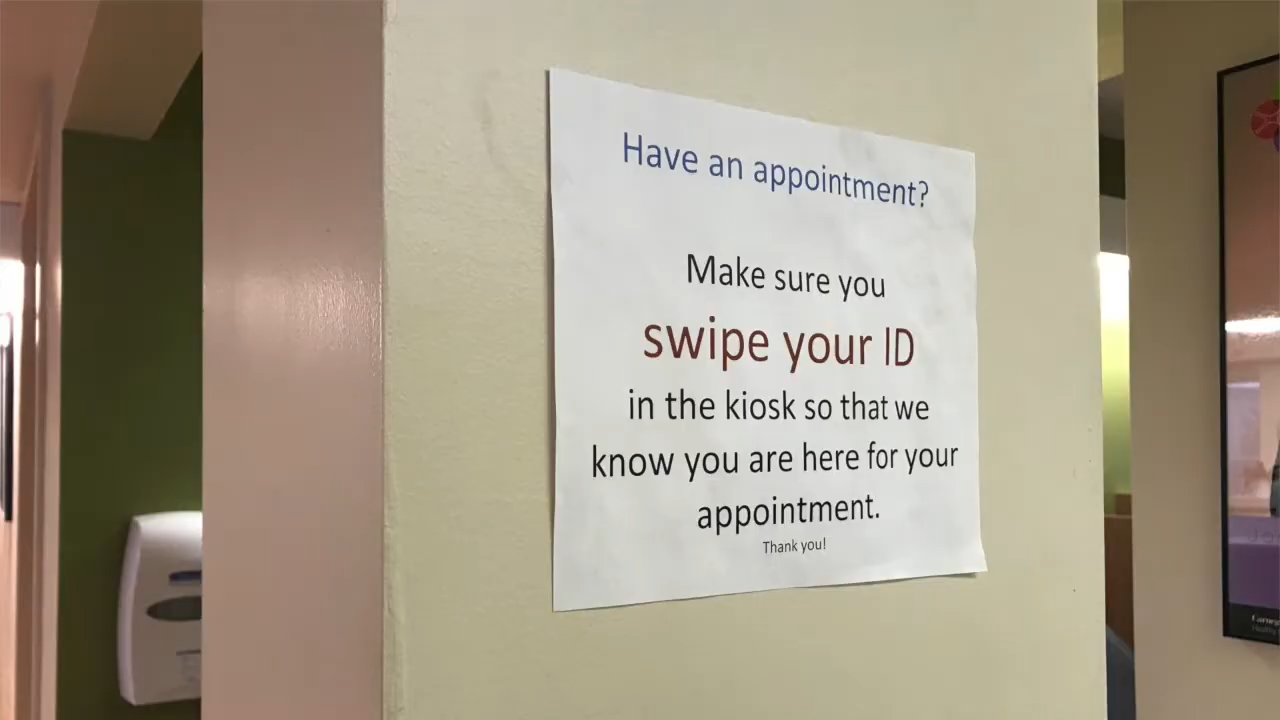 Have an appointment?
Make sure you
swipe your ID
in the kiosk so that we
know you are here for your
appointment.
Thank you!